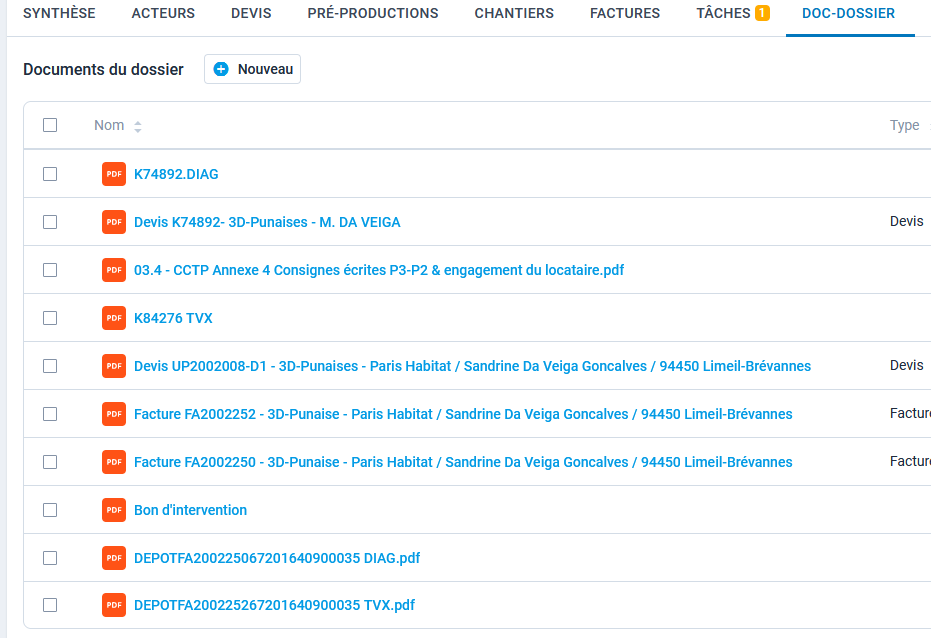 SYNTHÈSE ACTEURS DEVIS PRÉ-PRODUCTIONS CHANTIERS FACTURES TÂCHES 1 DOC-DOSSIER
Documents du dossier Nouveau
Nom Type
PDF K74892.DIAG
PDF Devis K74892- 3D-Punaises - M. DA VEIGA Devis
PDF 03.4 - CCTP Annexe 4 Consignes écrites P3-P2 & engagement du locataire.pdf
PDF K84276 TVX
PDF Devis UP2002008-D1 - 3D-Punaises - Paris Habitat / Sandrine Da Veiga Goncalves / 94450 Limeil-Brévannes Devis
PDF Facture FA2002252 - 3D-Punaise - Paris Habitat / Sandrine Da Veiga Goncalves / 94450 Limeil-Brévannes Facture
PDF Facture FA2002250 - 3D-Punaise - Paris Habitat / Sandrine Da Veiga Goncalves / 94450 Limeil-Brévannes Facture
PDF Bon d'intervention
PDF DEPOTFA200225067201640900035 DIAG.pdf
PDF DEPOTFA200225267201640900035 TVX.pdf